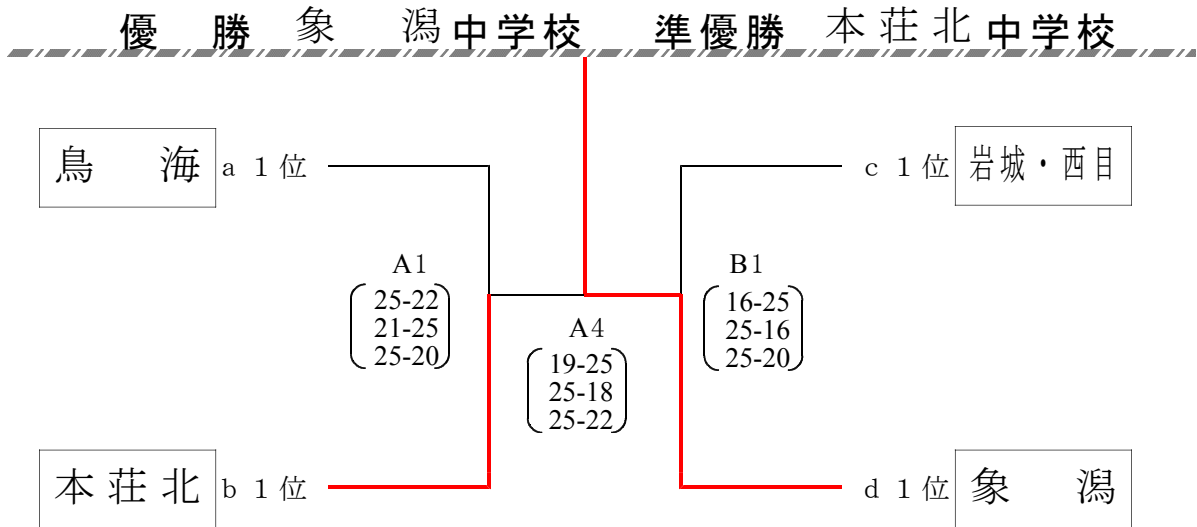 優　勝 象　潟 中学校　準優勝 本荘北 中学校
鳥　海 a 1位
c 1位 岩城・西目
A1
25-22
21-25
25-20
B1
16-25
25-16
25-20
A4
19-25
25-18
25-22
本荘北 b 1位
d 1位 象　潟